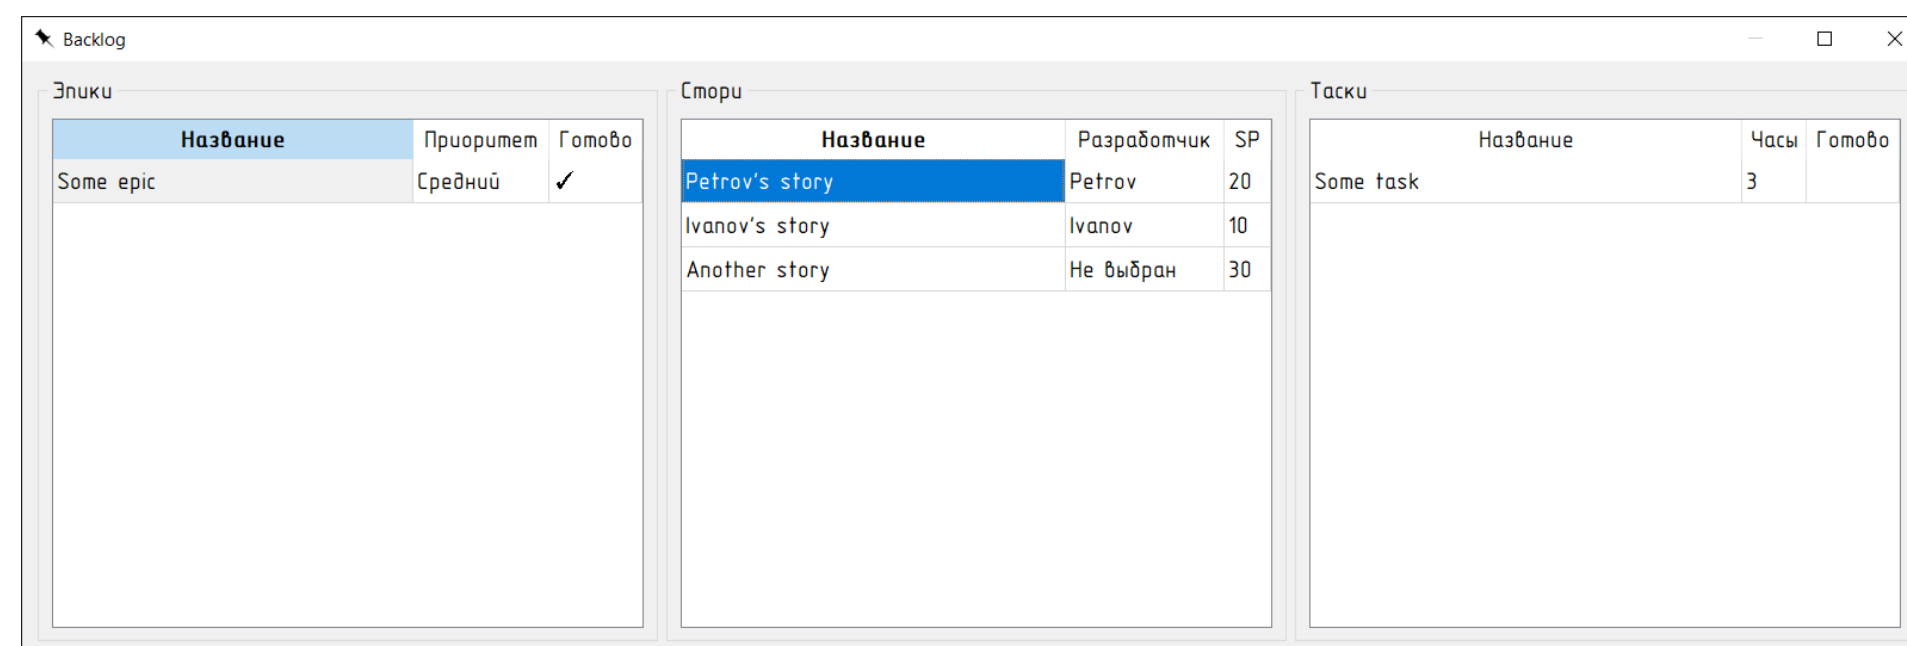 Backlog
Эпики
Название Приоритет Готово
Some epic Средний ✓
Стори
Название Разработчик SP
Petrov's story Petrov 20
Ivanov's story Ivanov 10
Another story Не выбран 30
Таски
Название Часы Готово
Some task 3